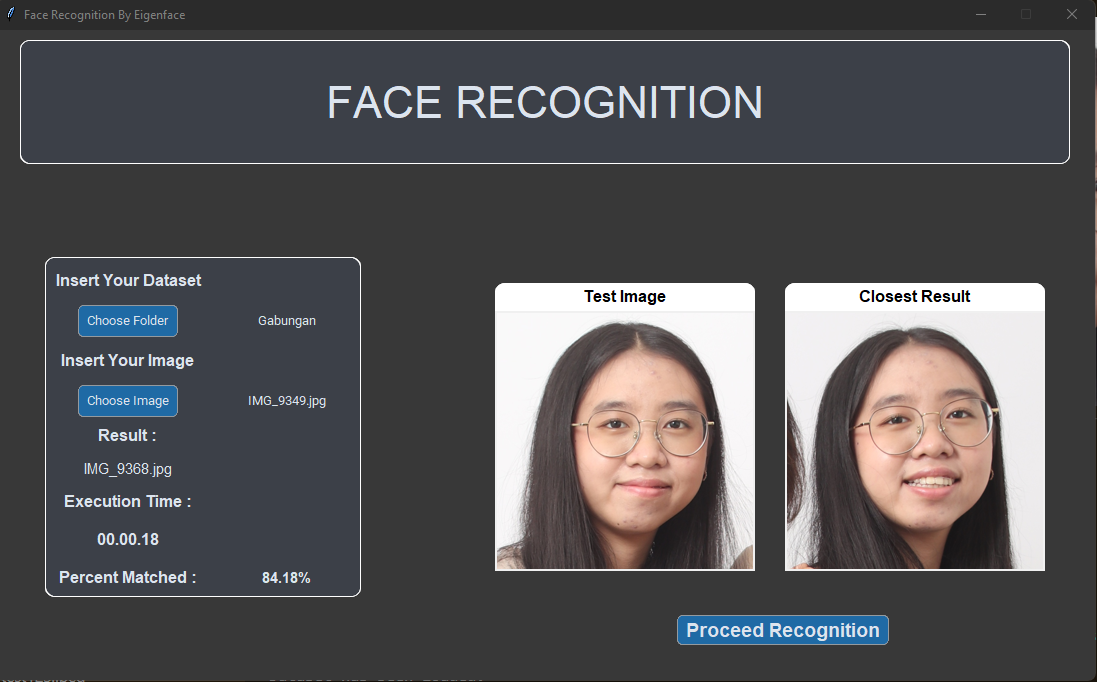 Face Recognition By Eigenface
FACE RECOGNITION
Insert Your Dataset
Choose Folder
Gabungan
Insert Your Image
Choose Image
IMG_9349.jpg
Result :
IMG_9368.jpg
Execution Time :
00.00.18
Percent Matched :
84.18%
Test Image
Closest Result
Proceed Recognition